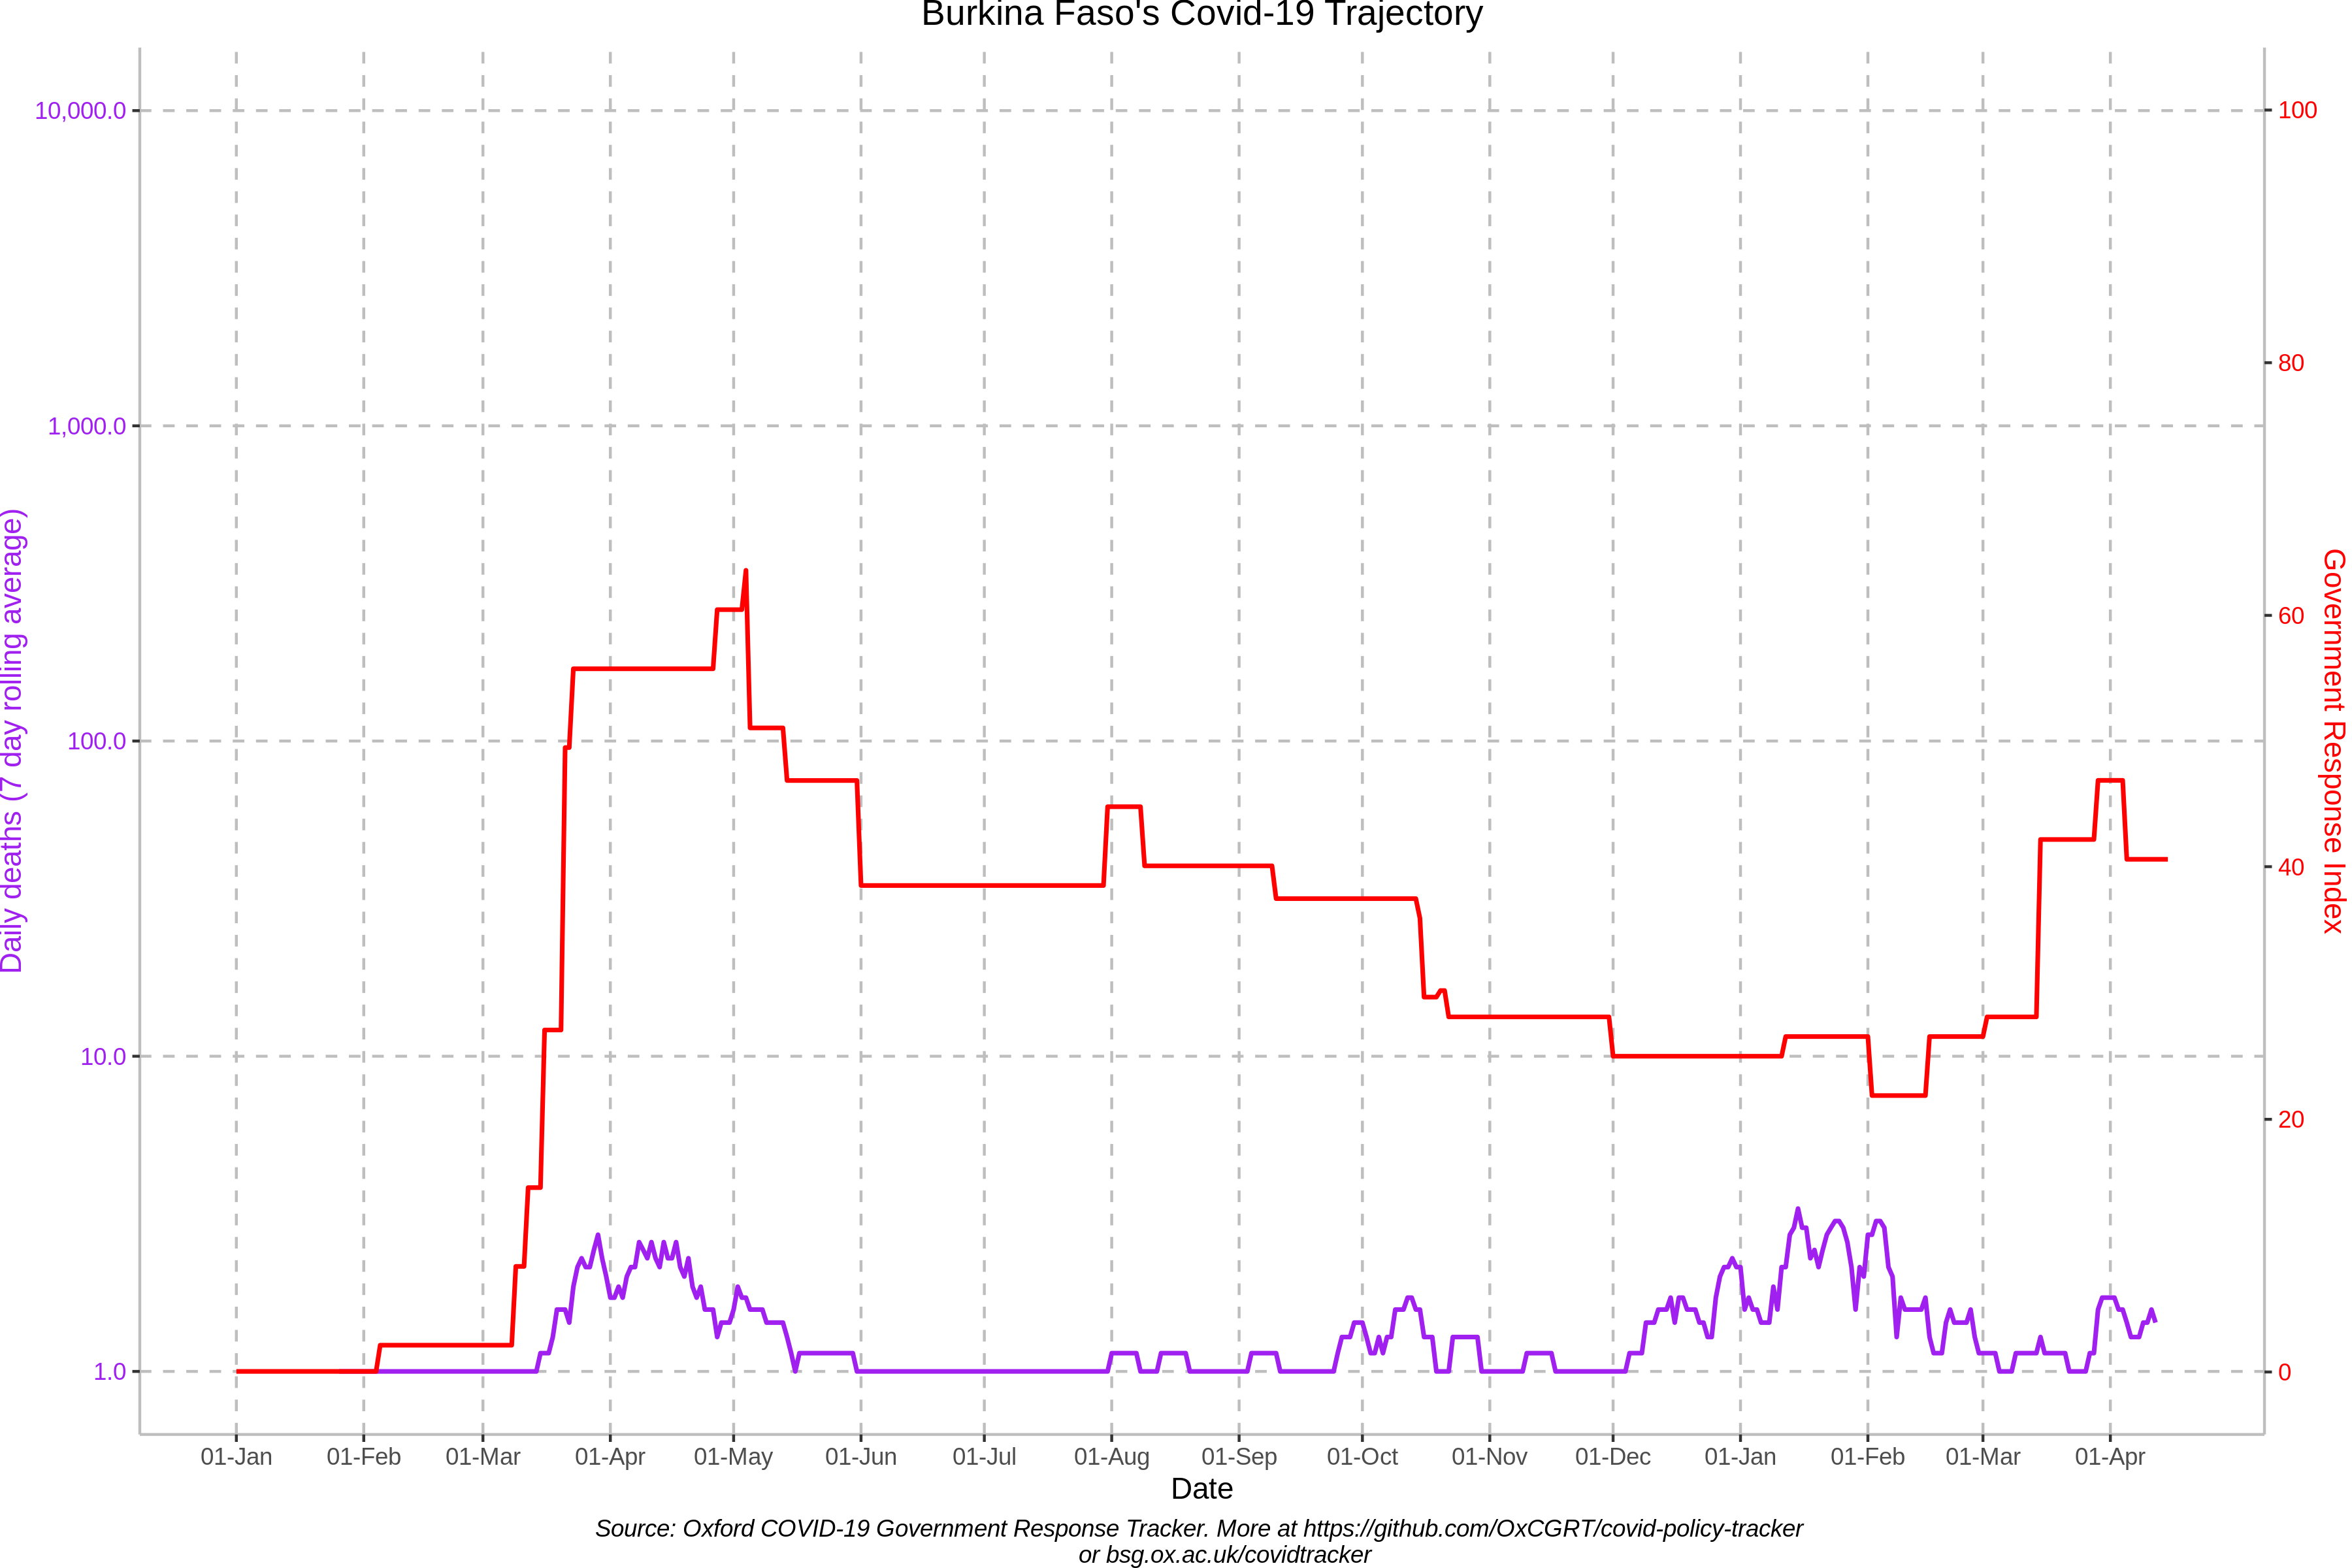 Burkina Faso's Covid-19 Trajectory
10,000.0
1,000.0
100.0
10.0
1.0
Daily deaths (7 day rolling average)
100
80
60
40
20
0
Government Response Index
01-Jan 01-Feb 01-Mar 01-Apr 01-May 01-Jun 01-Jul 01-Aug 01-Sep 01-Oct 01-Nov 01-Dec 01-Jan 01-Feb 01-Mar 01-Apr
Date
Source: Oxford COVID-19 Government Response Tracker. More at https://github.com/OxCGRT/covid-policy-tracker
or bsg.ox.ac.uk/covidtracker